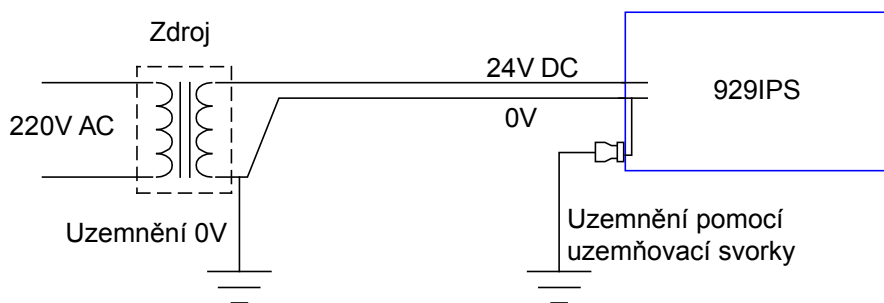 Zdroj
24V DC
929IPS
220V AC
0V
Uzemnění 0V
Uzemnění pomocí
uzemňovací svorky